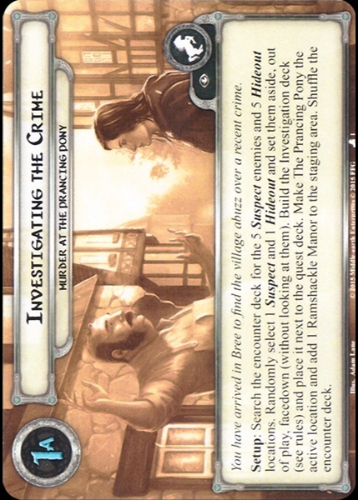 1A
Investigating the Crime
Murder at the Prancing Pony
You have arrived in Bree to find the village abuzz over a recent crime.
Setup: Search the encounter deck for the 5 Suspect enemies and 5 Hideout
locations. Randomly select 1 Suspect and 1 Hideout and set them aside, out
of play, facedown (without looking at them). Build the Investigation deck
(see rules) and place it next to the quest deck. Make The Prancing Pony the
active location and add 1 Ramshackle Manor to the staging area. Shuffle the
encounter deck.
Illus. Adam Lane © 2015 Middle-earth Enterprises © 2015 FFG 1